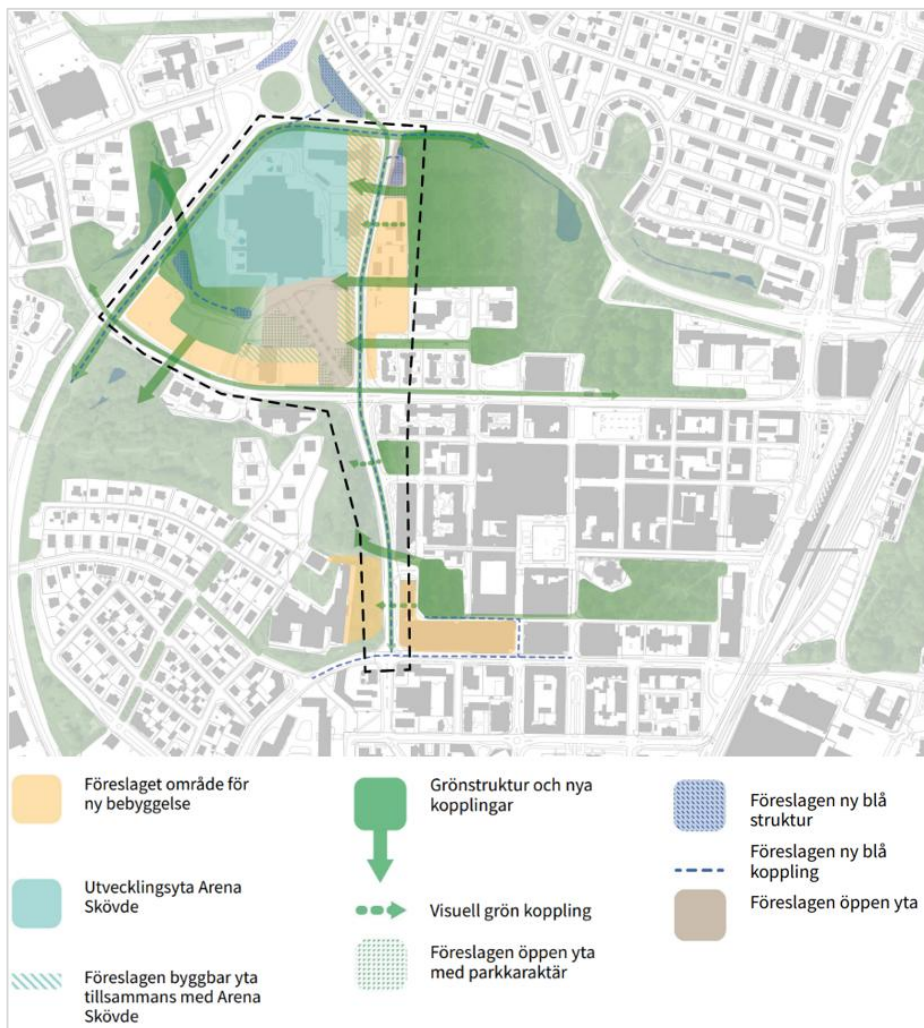 Föreslaget område för
ny bebyggelse
Utvecklingsyta Arena
Skövde
Föreslagen byggbar yta
tillsammans med Arena
Skövde
Grönstruktur och nya
kopplingar
Visuell grön koppling
Föreslagen öppen yta
med parkkaraktär
Föreslagen ny blå
struktur
Föreslagen ny blå
koppling
Föreslagen öppen yta